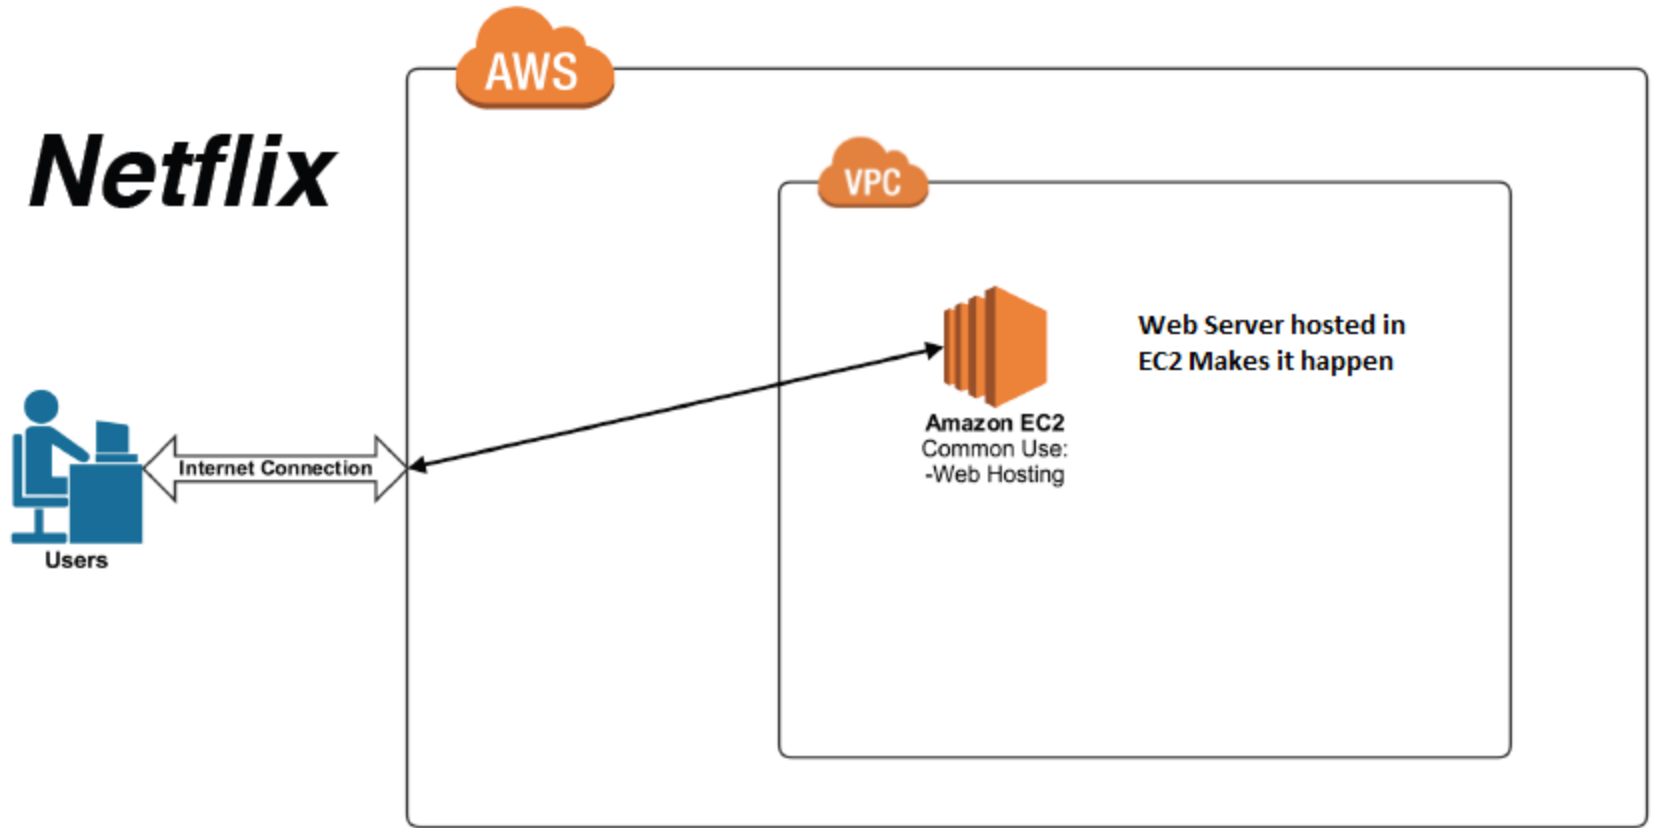 AWS
Netflix
VPC
Web Server hosted in
EC2 Makes it happen
Amazon EC2
Common Use:
-Web Hosting
Internet Connection
Users